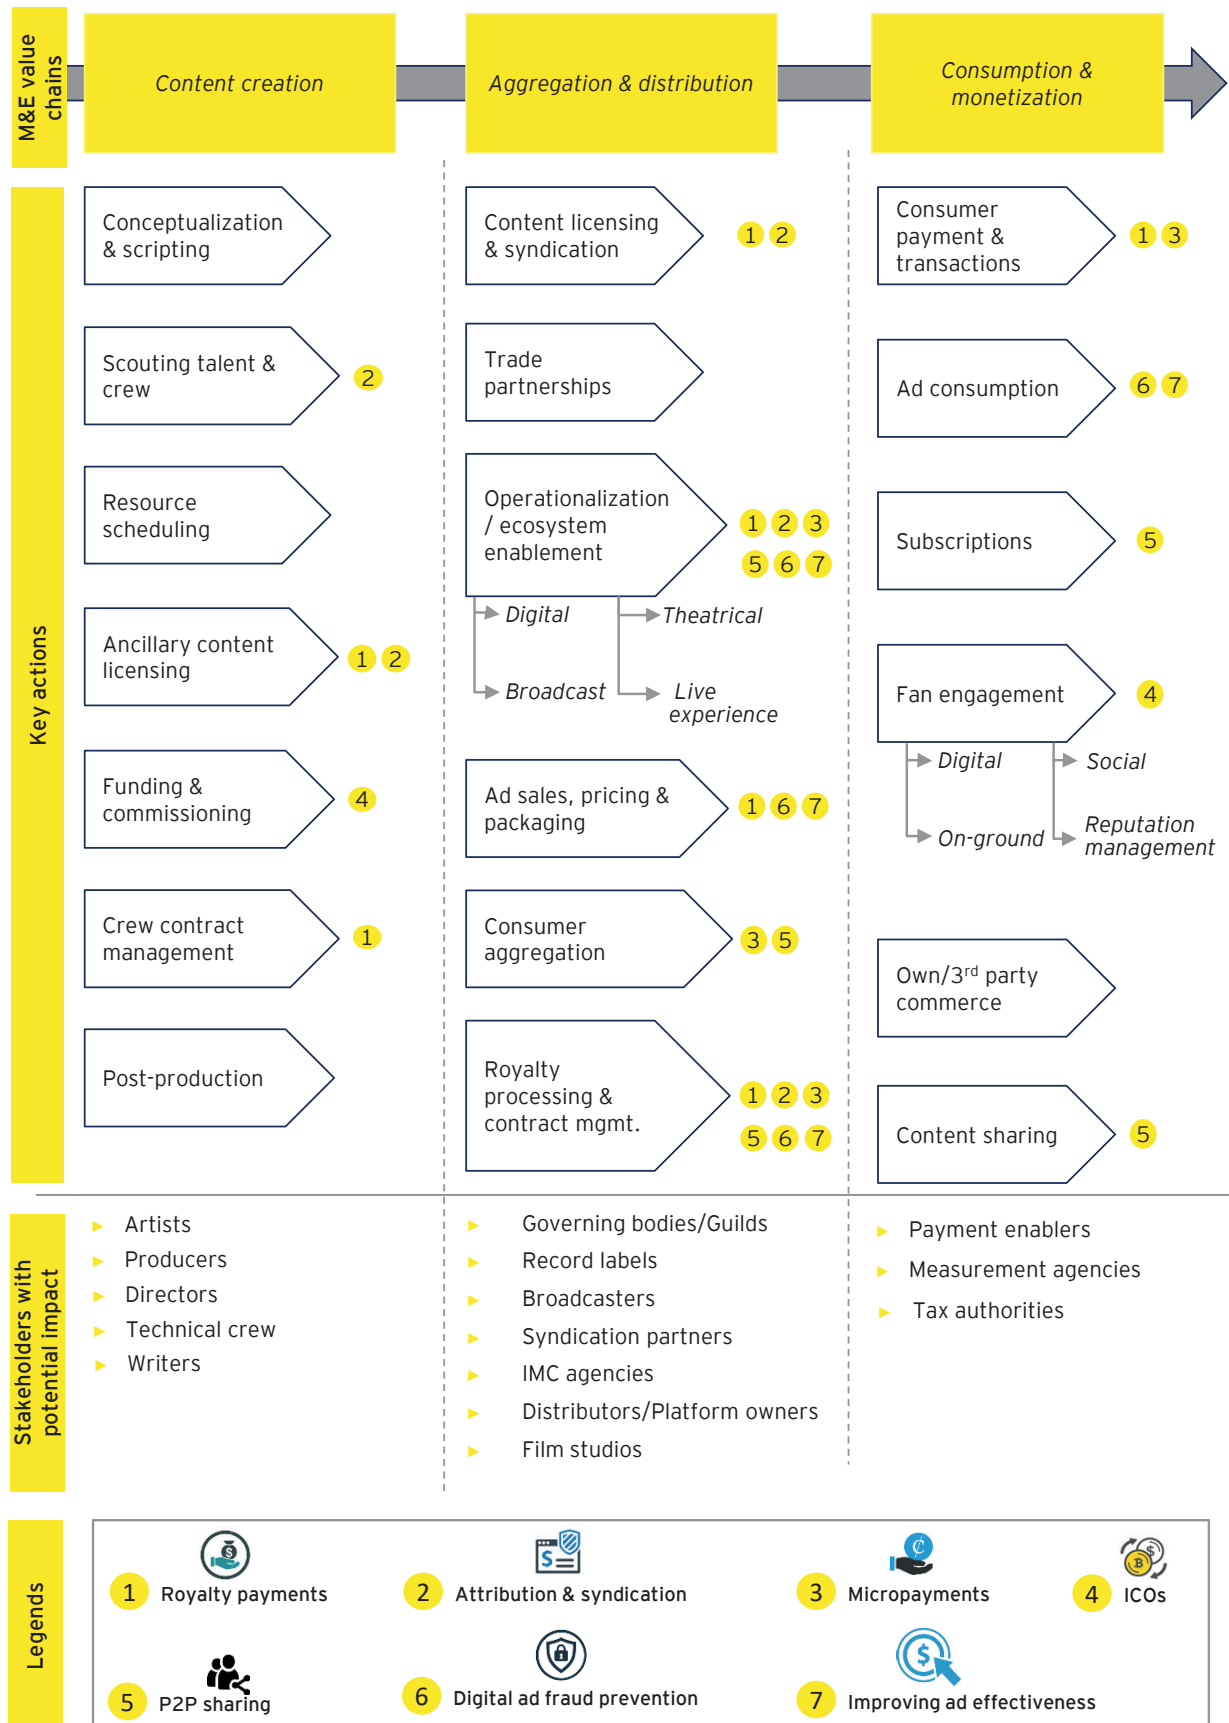 M&E value
chains
Content creation
Aggregation & distribution
Consumption &
monetization
Key actions
Conceptualization
& scripting
Scouting talent &
crew
2
Resource
scheduling
Ancillary content
licensing
1 2
Funding &
commissioning
4
Crew contract
management
1
Post-production
Content licensing
& syndication
1 2
Trade
partnerships
Operationalization
/ ecosystem
enablement
1 2 3
5 6 7
Digital
Theatrical
Broadcast
Live
experience
Ad sales, pricing &
packaging
1 6 7
Consumer
aggregation
3 5
Royalty
processing &
contract mgmt.
1 2 3
5 6 7
Consumer
payment &
transactions
1 3
Ad consumption
6 7
Subscriptions
5
Fan engagement
4
Digital
Social
On-ground
Reputation
management
Own/3rd party
commerce
Content sharing
5
Stakeholders with
potential impact
Artists
Producers
Directors
Technical crew
Writers
Governing bodies/Guilds
Record labels
Broadcasters
Syndication partners
IMC agencies
Distributors/Platform owners
Film studios
Payment enablers
Measurement agencies
Tax authorities
Legends
1 Royalty payments
2 Attribution & syndication
3 Micropayments
4 ICOs
5 P2P sharing
6 Digital ad fraud prevention
7 Improving ad effectiveness